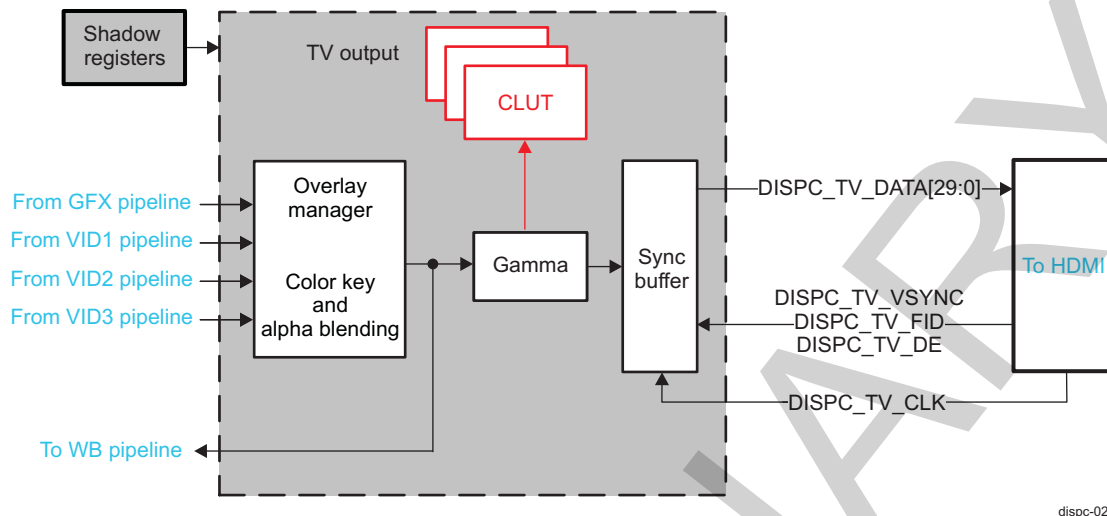 Shadow
registers
TV output
CLUT
From GFX pipeline
From VID1 pipeline
From VID2 pipeline
From VID3 pipeline
Overlay
manager
Color key
and
alpha blending
Gamma
Sync
buffer
DISPC_TV_DATA[29:0]
To HDMI
DISPC_TV_VSYNC
DISPC_TV_FID
DISPC_TV_DE
DISPC_TV_CLK
To WB pipeline
dispc-02